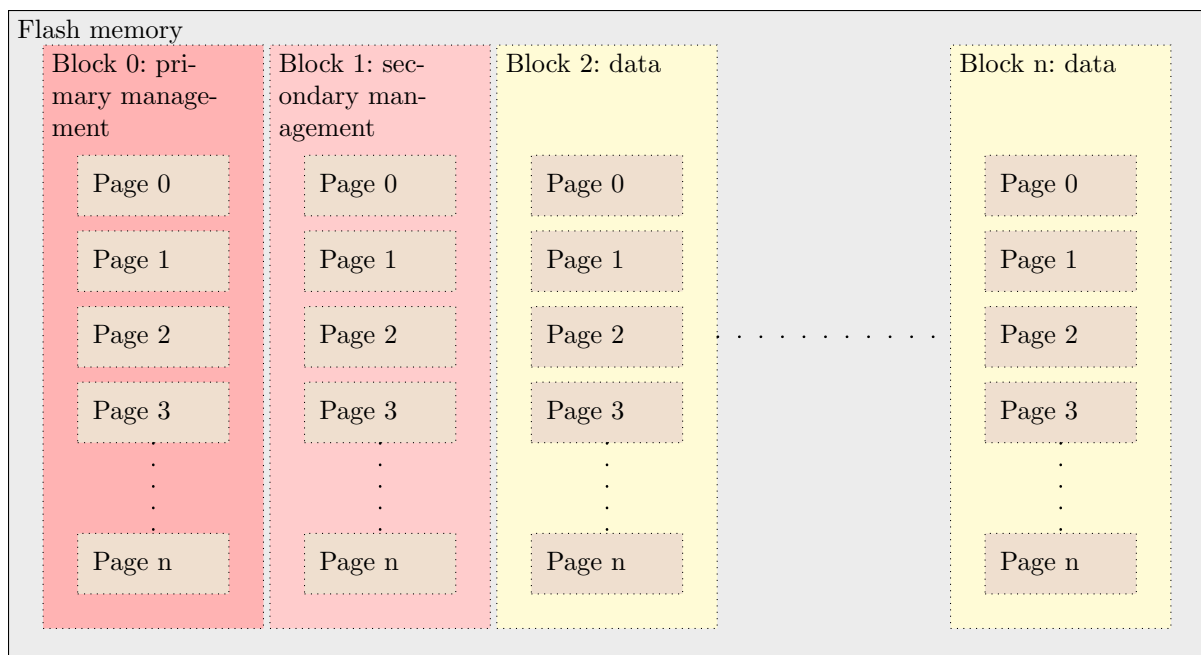 Flash memory
Block 0: pri-
mary manage-
ment
Page 0
Page 1
Page 2
Page 3
Page n
Block 1: sec-
ondary man-
agement
Page 0
Page 1
Page 2
Page 3
Page n
Block 2: data
Page 0
Page 1
Page 2
Page 3
Page n
Block n: data
Page 0
Page 1
Page 2
Page 3
Page n